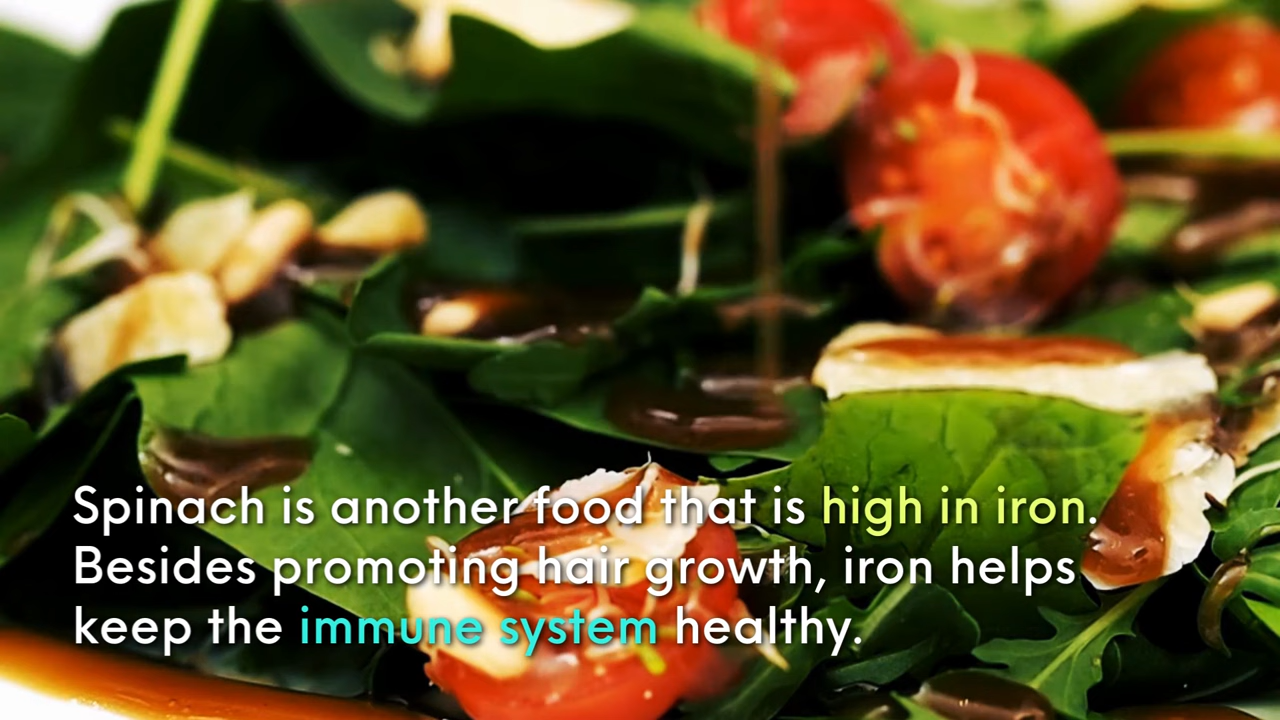 Spinach is another food that is high in iron.
Besides promoting hair growth, iron helps
keep the immune system healthy.